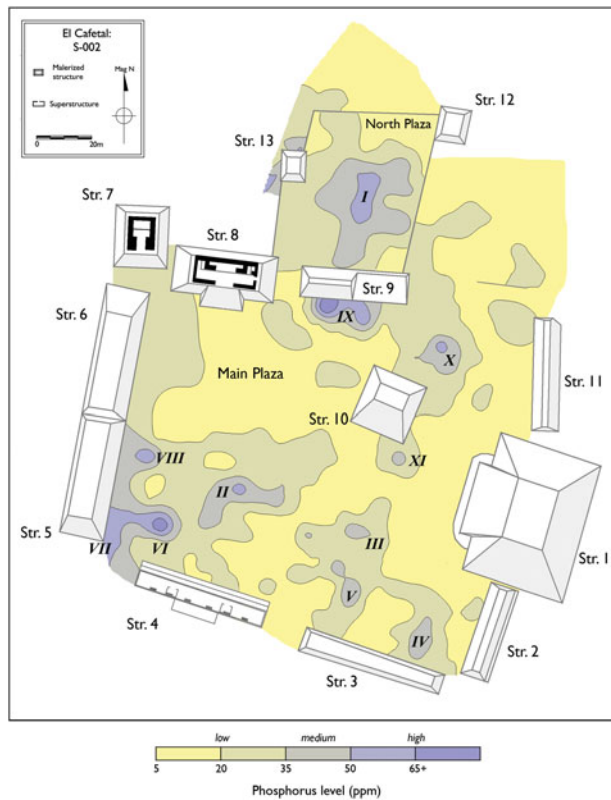 El Cafetal:
S-002
Malerized
structure
Mag N
Superstructure
0
20m
Str. 12
North Plaza
Str. 13
I
Str. 7
Str. 8
Str. 9
Str. 6
IX
X
Main Plaza
Str. 11
Str. 10
VIII
XI
II
Str. 5
VII
VI
III
Str. 1
V
Str. 4
IV
Str. 2
Str. 3
low medium high
5 20 35 50 65+
Phosphorus level (ppm)